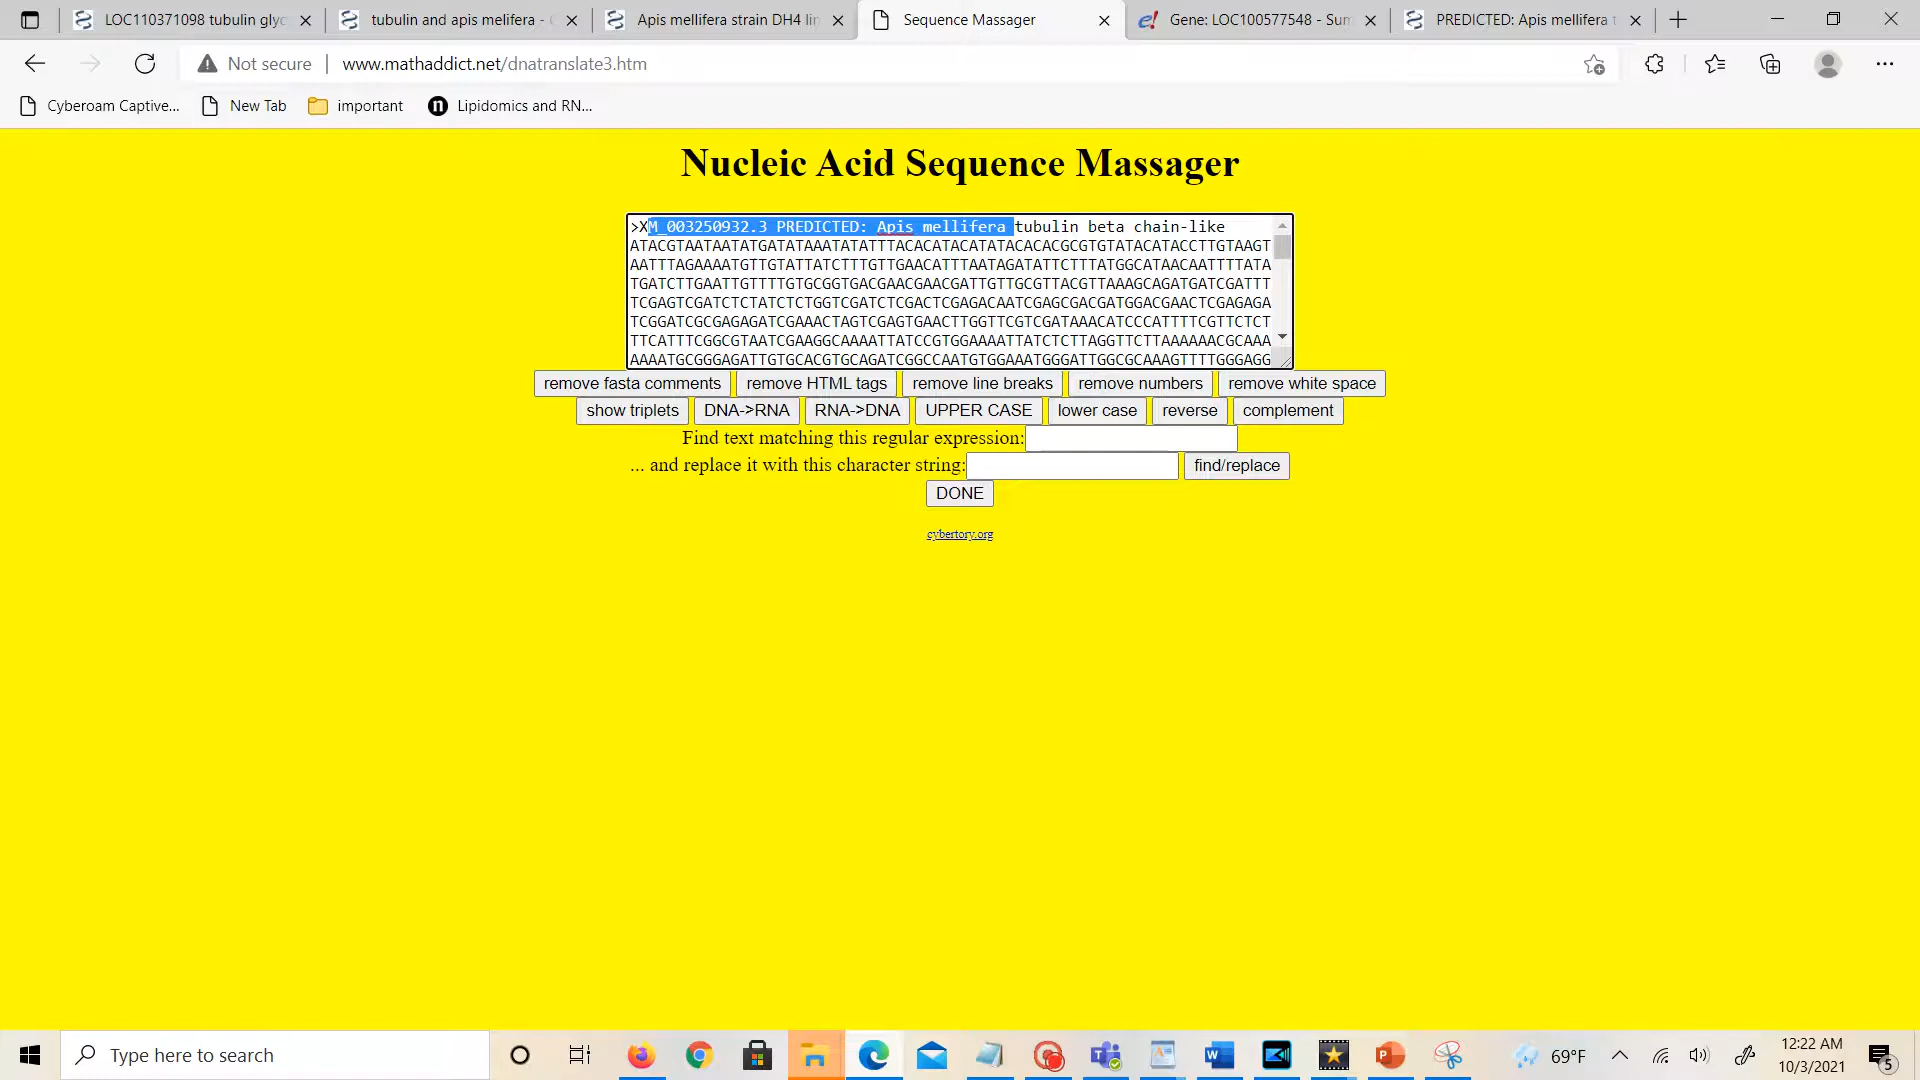 LOC110371098 tubulin glyc
tubulin and apis melifera -
Apis mellifera strain DH4 lin
Sequence Massager
Gene: LOC100577548 - Sum
PREDICTED: Apis mellifera t
Not secure
www.mathaddict.net/dnatranslate3.htm
Cyberoam Captive...
New Tab
important
Lipidomics and RN...
Nucleic Acid Sequence Massager
>XM_003250932.3 PREDICTED: Apis mellifera tubulin beta chain-like
ATACGTAATAATATGATATAAATATATTTACACATACATATACACACGCGTGTATACATACCTTGTAAGT
AATTTAGAAAATGTTGTATTATCTTTGTTGAACATTTAATAGATATTCTTTATGGCATAACAATTTTATA
TGATCTTGAATTGTTTTGTGCGGTGACGAACGAACGATTGTTGCGTTACGTTAAAGCAGATGATCGATTT
TCGAGTCGATCTCTATCTCTGGTCGATCTCGACTCGAGACAATCGAGCGACGATGGACGAACTCGAGAGA
TCGGATCGCGAGAGATCGAAACTAGTCGAGTGAACTTGGTTCGTCGATAAACATCCCATTTTCGTTCTCT
TTCATTTCGGCGTAATCGAAGGCAAAATTATCCGTGGAAAATTATCTCTTAGGTTCTTAAAAAACGCAAA
AAAATGCGGGAGATTGTGCACGTGCAGATCGGCCAATGTGGAAATGGGATTGGCGCAAAGTTTTGGGAGG
remove fasta comments
remove HTML tags
remove line breaks
remove numbers
remove white space
show triplets
DNA->RNA
RNA->DNA
UPPER CASE
lower case
reverse
complement
Find text matching this regular expression:
... and replace it with this character string:
find/replace
DONE
cybertory.org
Type here to search
69°F
12:22 AM
10/3/2021
5